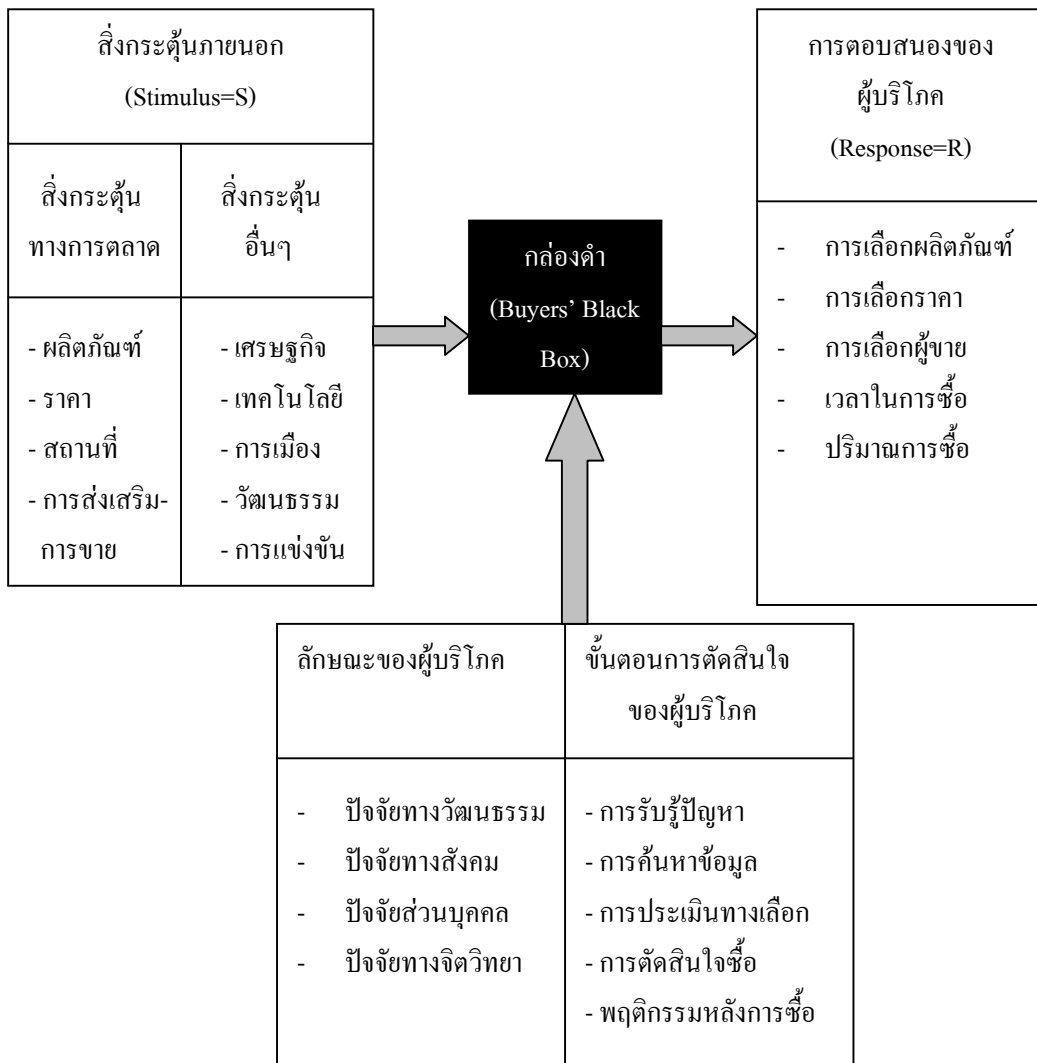 สิ่งกระตุ้นภายนอก
(Stimulus=S)
สิ่งกระตุ้น
ทางการตลาด
สิ่งกระตุ้น
อื่นๆ
- ผลิตภัณฑ์
- ราคา
- สถานที่
- การส่งเสริม-
การขาย
- เศรษฐกิจ
- เทคโนโลยี
- การเมือง
- วัฒนธรรม
- การแข่งขัน
กล่องดำ
(Buyers’ Black
Box)
การตอบสนองของ
ผู้บริโภค
(Response=R)
- การเลือกผลิตภัณฑ์
- การเลือกราคา
- การเลือกผู้ขาย
- เวลาในการซื้อ
- ปริมาณการซื้อ
ลักษณะของผู้บริโภค
- ปัจจัยทางวัฒนธรรม
- ปัจจัยทางสังคม
- ปัจจัยส่วนบุคคล
- ปัจจัยทางจิตวิทยา
ขั้นตอนการตัดสินใจ
ของผู้บริโภค
- การรับรู้ปัญหา
- การค้นหาข้อมูล
- การประเมินทางเลือก
- การตัดสินใจซื้อ
- พฤติกรรมหลังการซื้อ